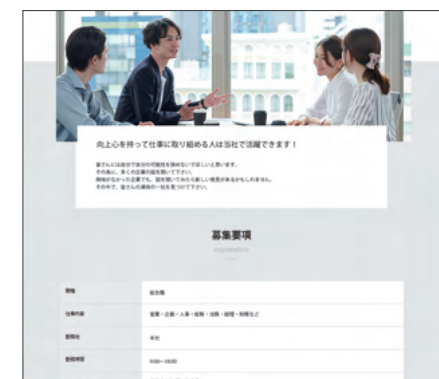 向上心を持って仕事に取り組める人は当社で活躍できます！
皆さんには自分で自分の可能性を狭めないでほしいと思います。
その為に、多くの企業の話を聞いて下さい。
興味がなかった企業でも、話を聞いてみたら新しい発見があるかもしれません。
その中で、皆さんの運命の一社を見つけて下さい。
募集要項
職種
総合職
仕事内容
営業・企画・人事・総務・法務・経理・財務など
勤務地
本社
勤務時間
9:00～18:00